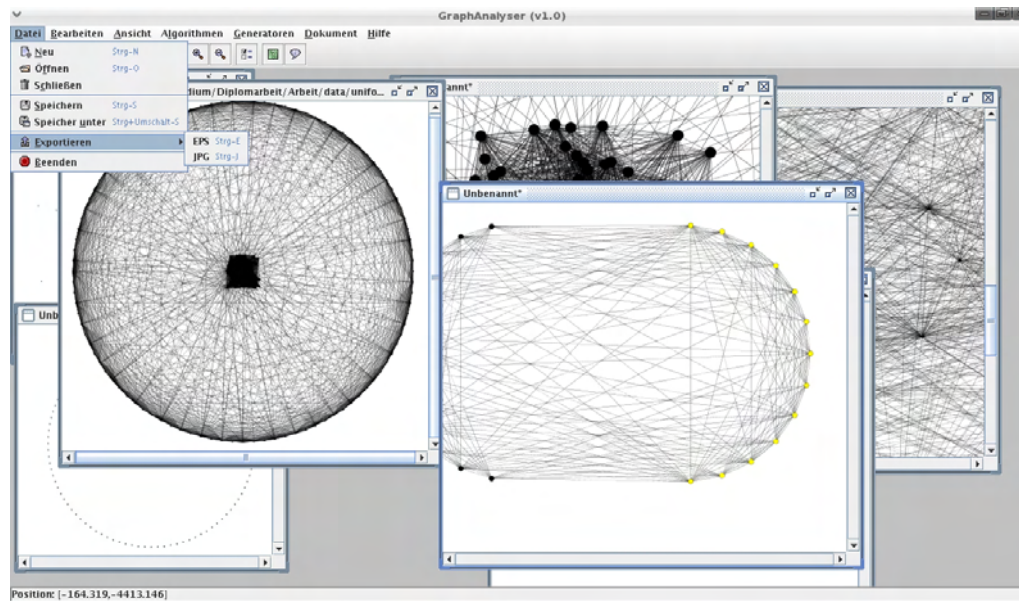 GraphAnalyser (v1.0)
Datei Bearbeiten Ansicht Algorithmen Generatoren Dokument Hilfe
Neu Strg-N
Öffnen Strg-O
Schließen
Speichern Strg-S
Speicher unter Strg+Umschalt-S
Exportieren
EPS Strg-E
JPG Strg-J
Beenden
dium/Diplomarbeit/Arbeit/data/unifo...
annt*
Unbenannt*
Unb
Position: [-164.319,-4413.146]